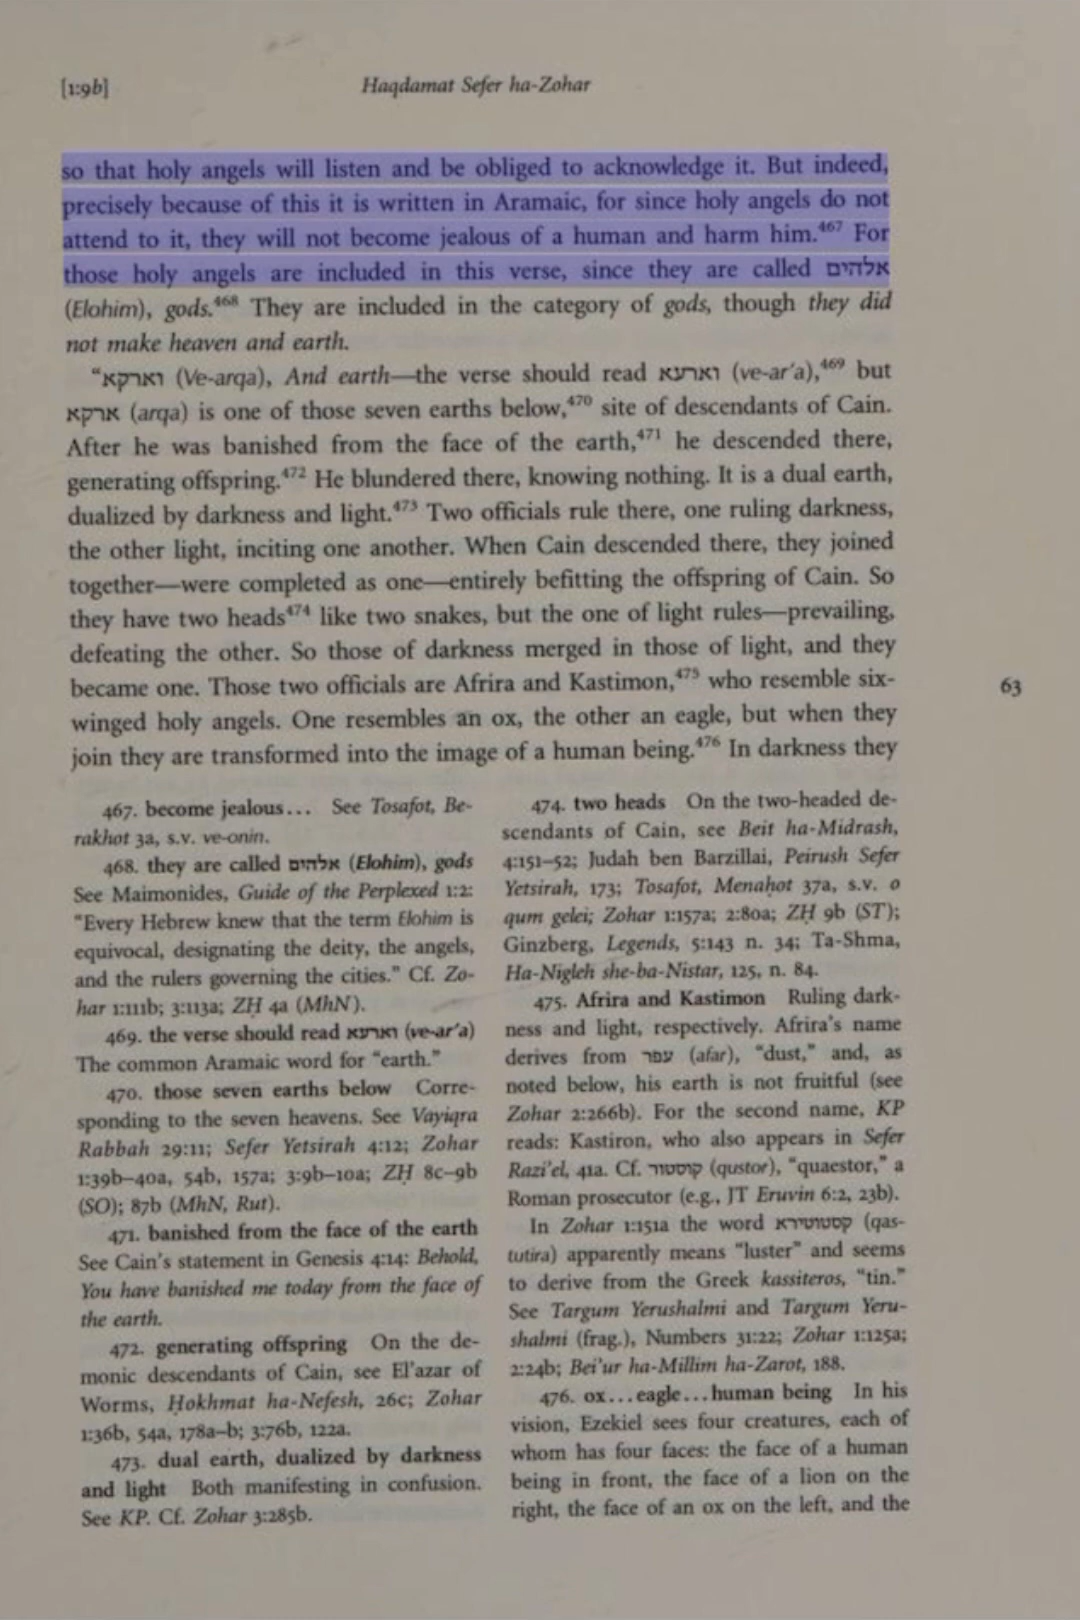 [1:9b]
Haqdamat Sefer ha-Zohar
so that holy angels will listen and be obliged to acknowledge it. But indeed,
precisely because of this it is written in Aramaic, for since holy angels do not
attend to it, they will not become jealous of a human and harm him.⁴⁶⁷ For
those holy angels are included in this verse, since they are called אלהים
(Elohim), gods.⁴⁶⁸ They are included in the category of gods, though they did
not make heaven and earth.
“וארקא (Ve-arqa), And earth—the verse should read וארעא (ve-ar'a),⁴⁶⁹ but
ארקא (arqa) is one of those seven earths below,⁴⁷⁰ site of descendants of Cain.
After he was banished from the face of the earth,⁴⁷¹ he descended there,
generating offspring.⁴⁷² He blundered there, knowing nothing. It is a dual earth,
dualized by darkness and light.⁴⁷³ Two officials rule there, one ruling darkness,
the other light, inciting one another. When Cain descended there, they joined
together—were completed as one—entirely befitting the offspring of Cain. So
they have two heads⁴⁷⁴ like two snakes, but the one of light rules—prevailing,
defeating the other. So those of darkness merged in those of light, and they
became one. Those two officials are Afrira and Kastimon,⁴⁷⁵ who resemble six-
winged holy angels. One resembles an ox, the other an eagle, but when they
join they are transformed into the image of a human being.⁴⁷⁶ In darkness they
63
467. become jealous... See Tosafot, Be-
rakhot 3a, s.v. ve-onin.
468. they are called אלהים (Elohim), gods
See Maimonides, Guide of the Perplexed 1:2:
“Every Hebrew knew that the term Elohim is
equivocal, designating the deity, the angels,
and the rulers governing the cities.” Cf. Zo-
har 1:111b; 3:113a; ZḤ 4a (MhN).
469. the verse should read וארעא (ve-ar'a)
The common Aramaic word for “earth.”
470. those seven earths below Corre-
sponding to the seven heavens. See Vayiqra
Rabbah 29:11; Sefer Yetsirah 4:12; Zohar
1:39b–40a, 54b, 157a; 3:9b–10a; ZḤ 8c–9b
(SO); 87b (MhN, Rut).
471. banished from the face of the earth
See Cain's statement in Genesis 4:14: Behold,
You have banished me today from the face of
the earth.
472. generating offspring On the de-
monic descendants of Cain, see El'azar of
Worms, Ḥokhmat ha-Nefesh, 26c; Zohar
1:36b, 54a, 178a–b; 3:76b, 122a.
473. dual earth, dualized by darkness
and light Both manifesting in confusion.
See KP. Cf. Zohar 3:285b.
474. two heads On the two-headed de-
scendants of Cain, see Beit ha-Midrash,
4:151–52; Judah ben Barzillai, Peirush Sefer
Yetsirah, 173; Tosafot, Menaḥot 37a, s.v. o
qum gelei; Zohar 1:157a; 2:80a; ZḤ 9b (ST);
Ginzberg, Legends, 5:143 n. 34; Ta-Shma,
Ha-Nigleh she-ba-Nistar, 125, n. 84.
475. Afrira and Kastimon Ruling dark-
ness and light, respectively. Afrira's name
derives from עפר (afar), “dust,” and, as
noted below, his earth is not fruitful (see
Zohar 2:266b). For the second name, KP
reads: Kastiron, who also appears in Sefer
Razi'el, 41a. Cf. קוסטור (qustor), “quaestor,” a
Roman prosecutor (e.g., JT Eruvin 6:2, 23b).
In Zohar 1:151a the word קסטוטירא (qas-
tutira) apparently means “luster” and seems
to derive from the Greek kassiteros, “tin.”
See Targum Yerushalmi and Targum Yeru-
shalmi (frag.), Numbers 31:22; Zohar 1:125a;
2:24b; Bei'ur ha-Millim ha-Zarot, 188.
476. ox...eagle...human being In his
vision, Ezekiel sees four creatures, each of
whom has four faces: the face of a human
being in front, the face of a lion on the
right, the face of an ox on the left, and the